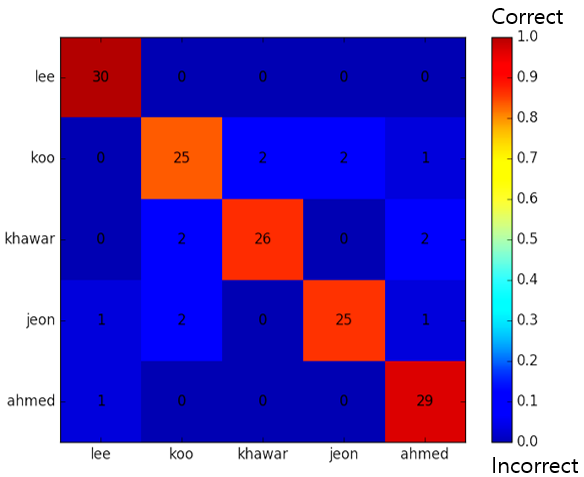 Correct
1.0
lee 30 0 0 0 0
0.9
0.8
koo 0 25 2 2 1
0.7
0.6
khawar 0 2 26 0 2
0.5
0.4
jeon 1 2 0 25 1
0.3
0.2
ahmed 1 0 0 0 29
0.1
0.0
lee koo khawar jeon ahmed
Incorrect